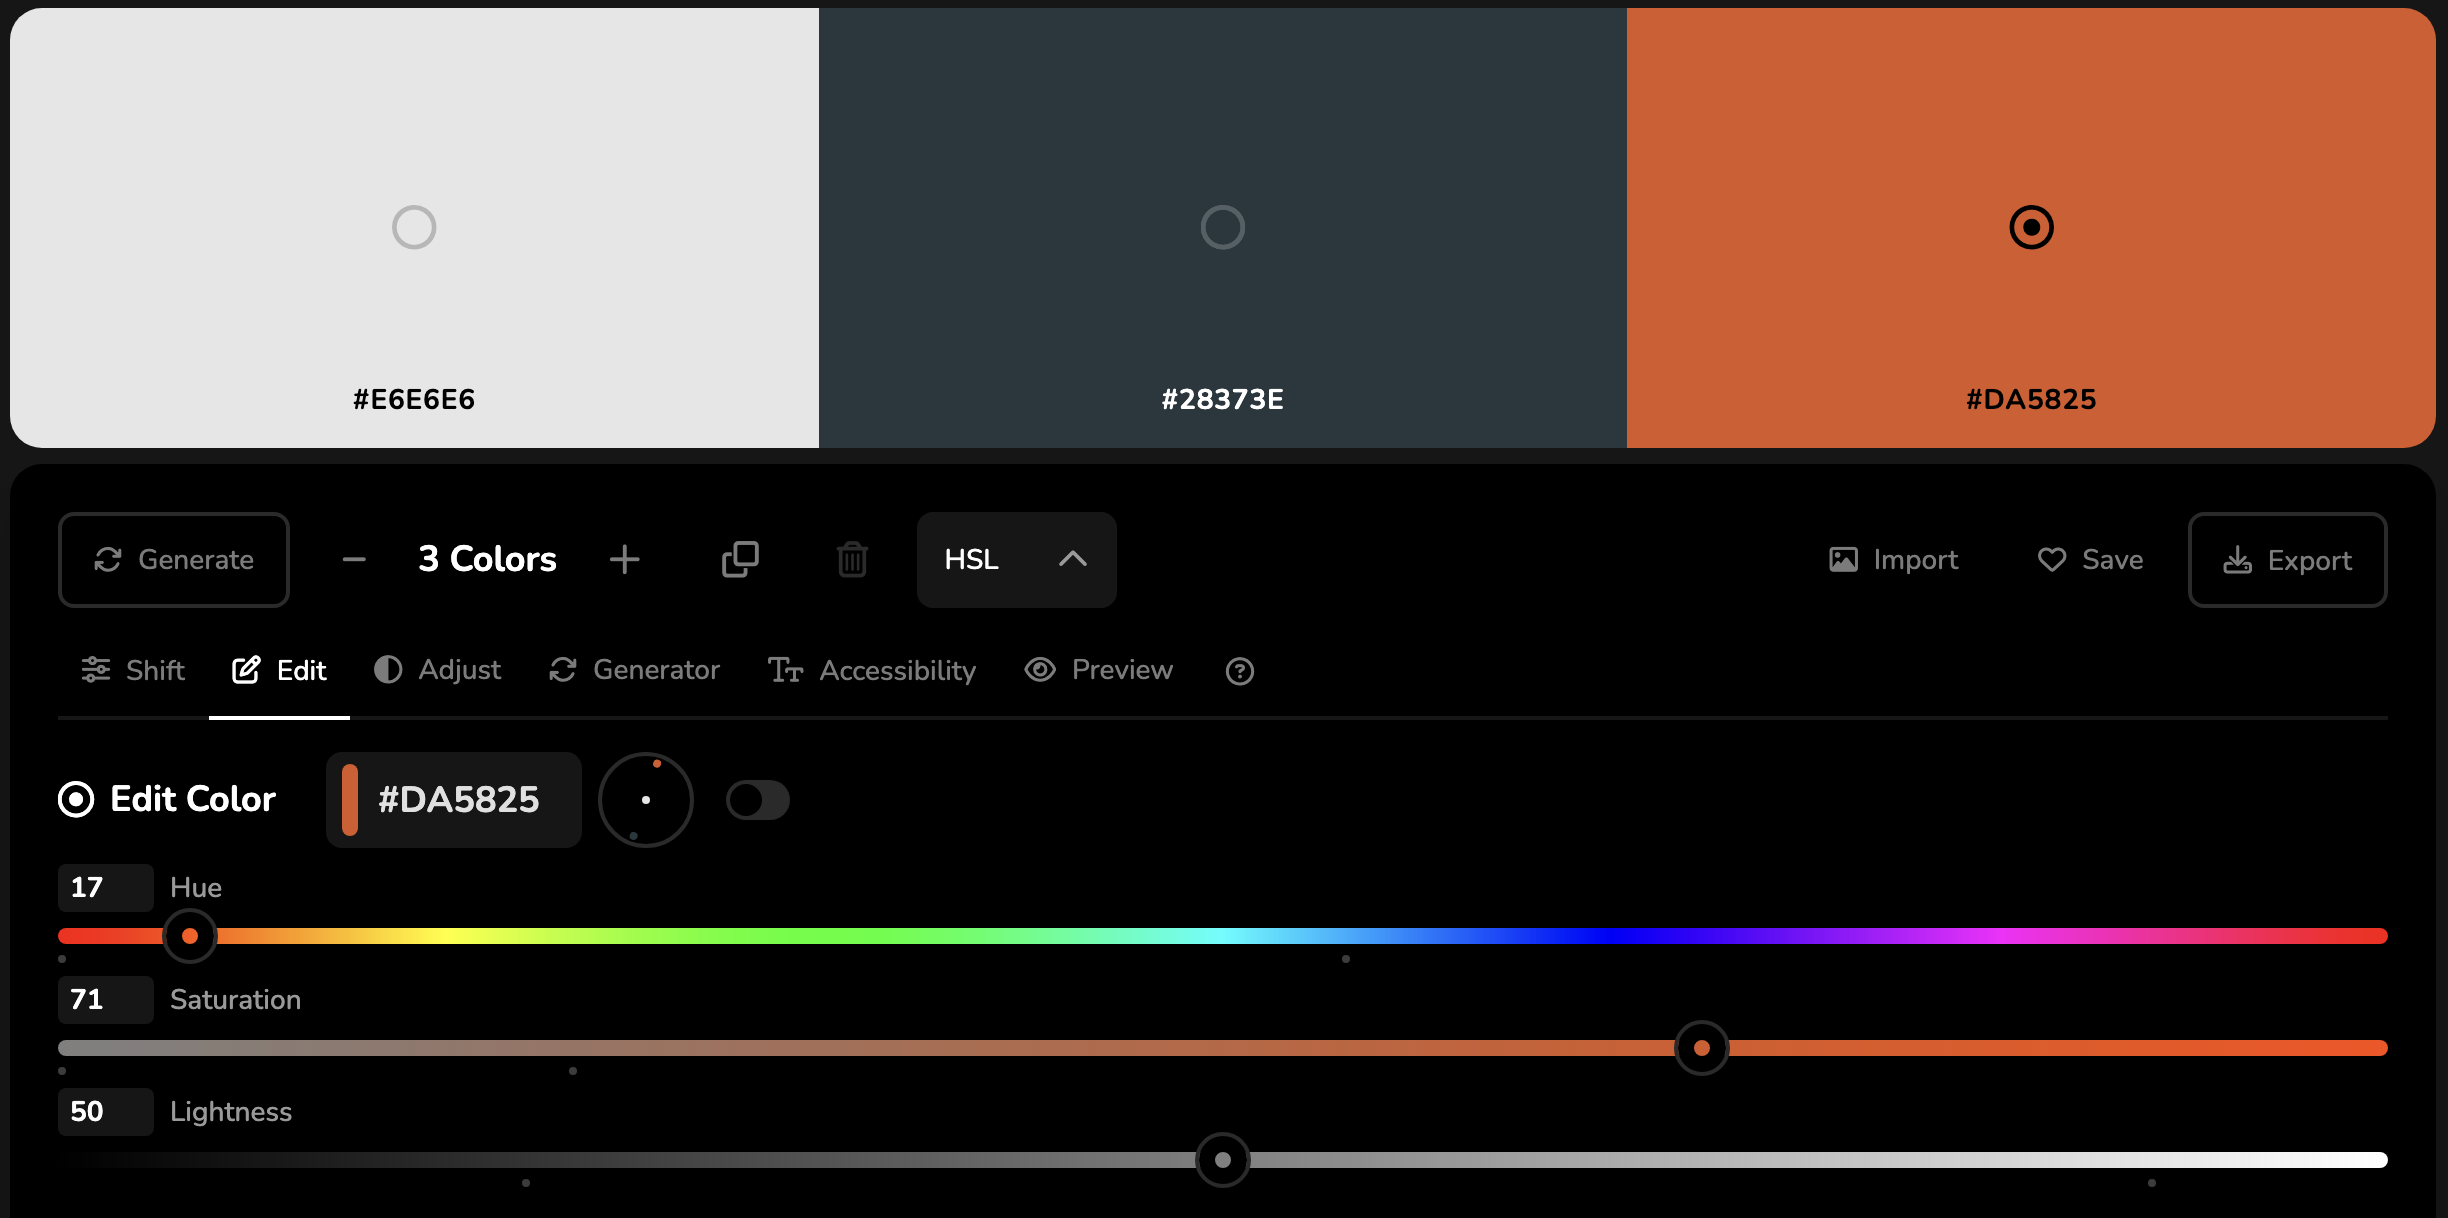 #E6E6E6
#28373E
#DA5825
Generate
3 Colors
HSL
Import
Save
Export
Shift
Edit
Adjust
Generator
Accessibility
Preview
Edit Color
#DA5825
17 Hue
71 Saturation
50 Lightness